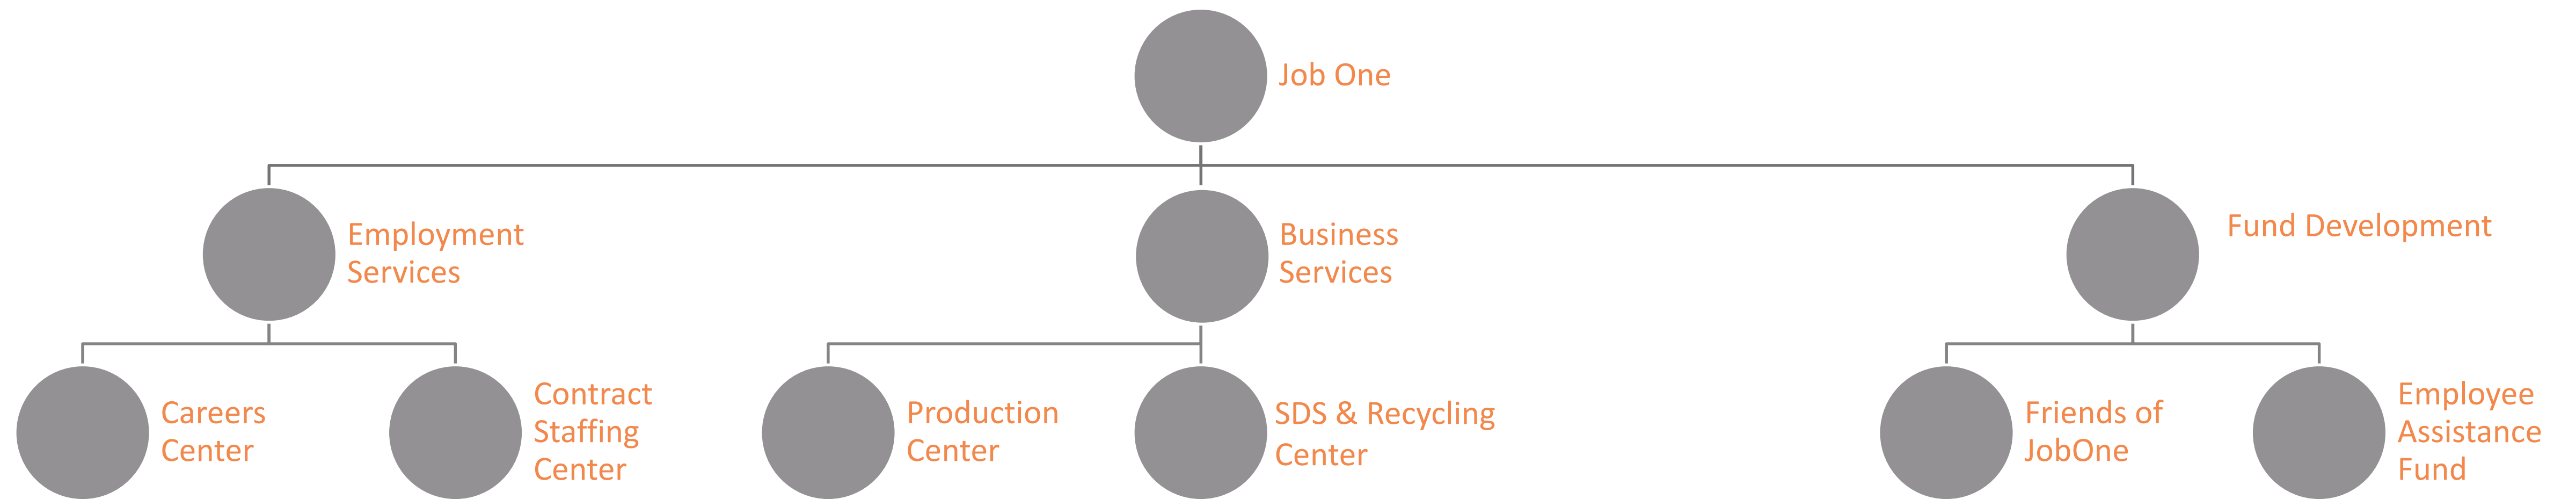 Job One
Employment
Services
Business
Services
Fund Development
Careers
Center
Contract
Staffing
Center
Production
Center
SDS & Recycling
Center
Friends of
JobOne
Employee
Assistance
Fund